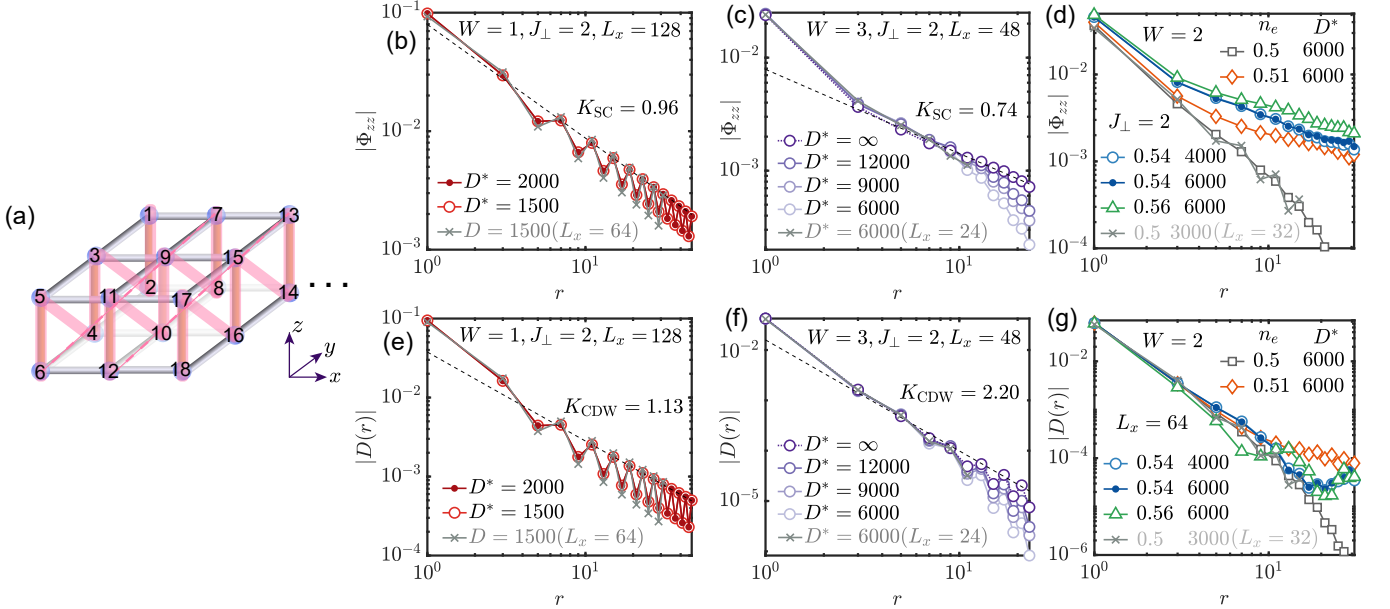 (a)
1 7 13
3 9 15
2 8 14
5 11 17
4 10 16
6 12 18
...
z
y
x
(b)
W = 1, J⊥ = 2, Lx = 128
KSC = 0.96
D* = 2000
D* = 1500
D = 1500(Lx = 64)
|Φzz|
10^-1
10^-2
10^-3
10^0 10^1
r
(c)
W = 3, J⊥ = 2, Lx = 48
KSC = 0.74
D* = ∞
D* = 12000
D* = 9000
D* = 6000
D* = 6000(Lx = 24)
|Φzz|
10^-2
10^-3
10^0 10^1
r
(d)
W = 2
ne D*
0.5 6000
0.51 6000
J⊥ = 2
0.54 4000
0.54 6000
0.56 6000
0.5 3000(Lx = 32)
|Φzz|
10^-2
10^-3
10^-4
10^0 10^1
r
(e)
W = 1, J⊥ = 2, Lx = 128
KCDW = 1.13
D* = 2000
D* = 1500
D = 1500(Lx = 64)
|D(r)|
10^-1
10^-2
10^-3
10^-4
10^0 10^1
r
(f)
W = 3, J⊥ = 2, Lx = 48
KCDW = 2.20
D* = ∞
D* = 12000
D* = 9000
D* = 6000
D* = 6000(Lx = 24)
|D(r)|
10^-2
10^-5
10^0 10^1
r
(g)
W = 2
ne D*
0.5 6000
0.51 6000
Lx = 64
0.54 4000
0.54 6000
0.56 6000
0.5 3000(Lx = 32)
|D(r)|
10^-2
10^-4
10^-6
10^0 10^1
r